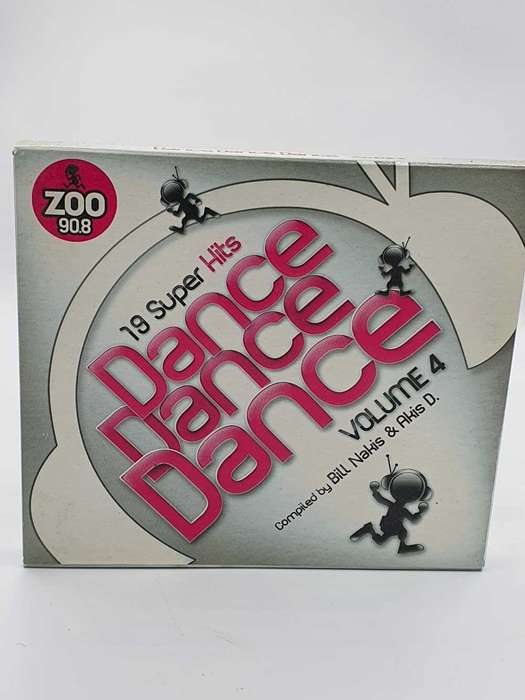 ZOO
90.8
19 Super Hits
Dance
Dance
Dance
VOLUME 4
Compiled by Bill Nakis & Akis D.